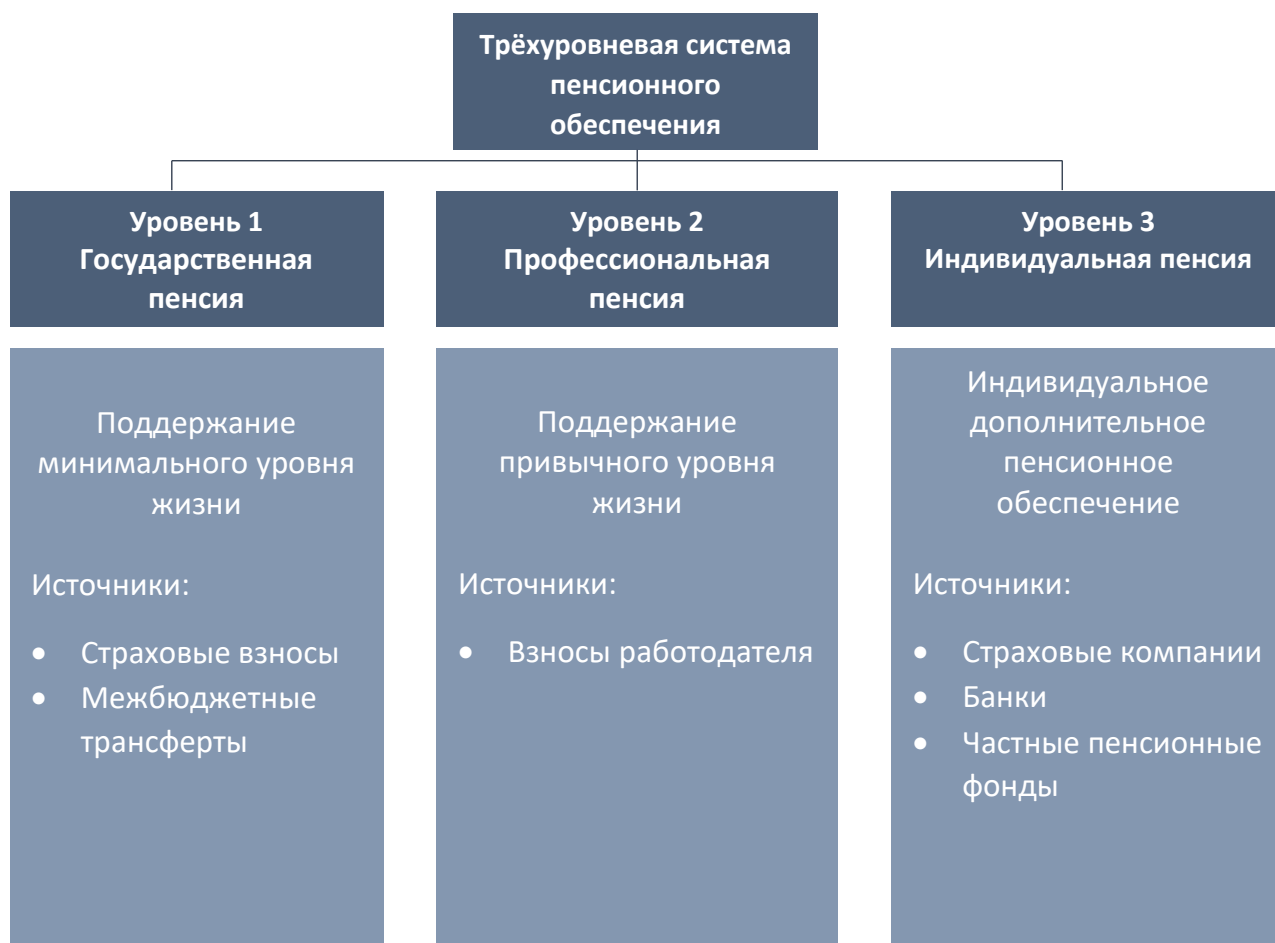 Трёхуровневая система
пенсионного
обеспечения
Уровень 1
Государственная
пенсия
Уровень 2
Профессиональная
пенсия
Уровень 3
Индивидуальная пенсия
Поддержание
минимального уровня
жизни
Источники:
• Страховые взносы
• Межбюджетные
трансферты
Поддержание
привычного уровня
жизни
Источники:
• Взносы работодателя
Индивидуальное
дополнительное
пенсионное
обеспечение
Источники:
• Страховые компании
• Банки
• Частные пенсионные
фонды